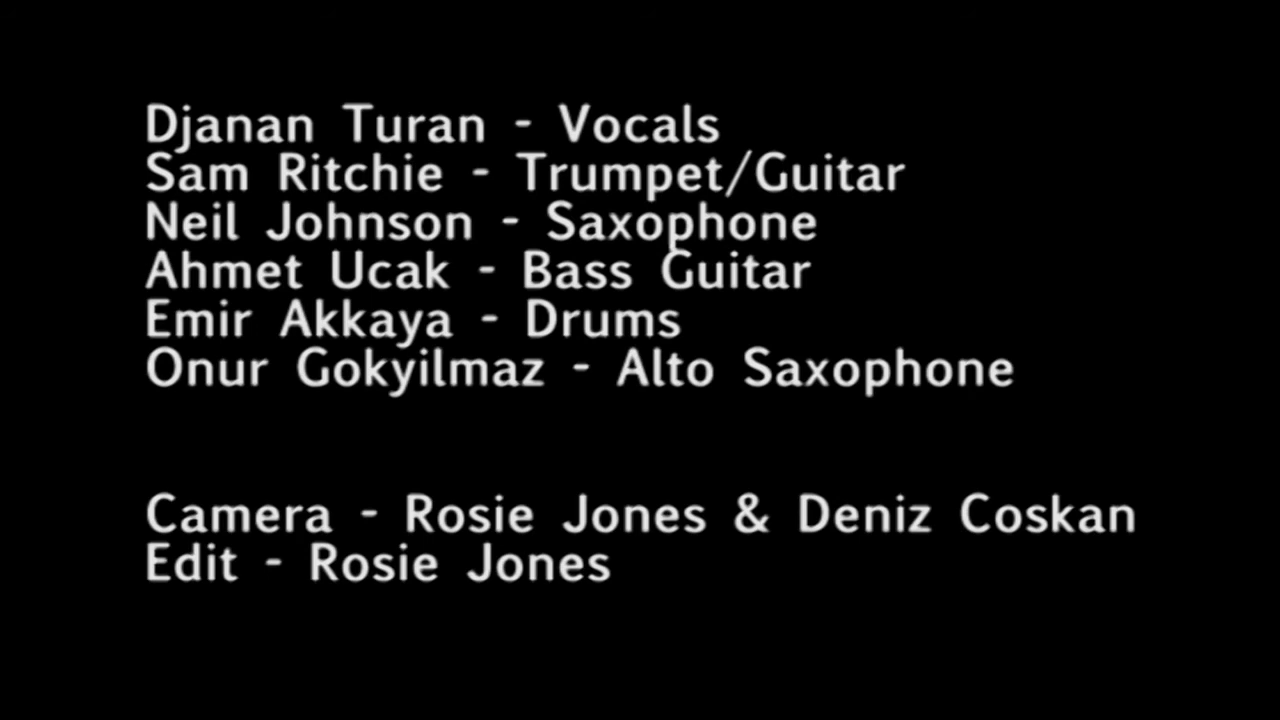 Djanan Turan - Vocals
Sam Ritchie - Trumpet/Guitar
Neil Johnson - Saxophone
Ahmet Ucak - Bass Guitar
Emir Akkaya - Drums
Onur Gokyilmaz - Alto Saxophone
Camera - Rosie Jones & Deniz Coskan
Edit - Rosie Jones